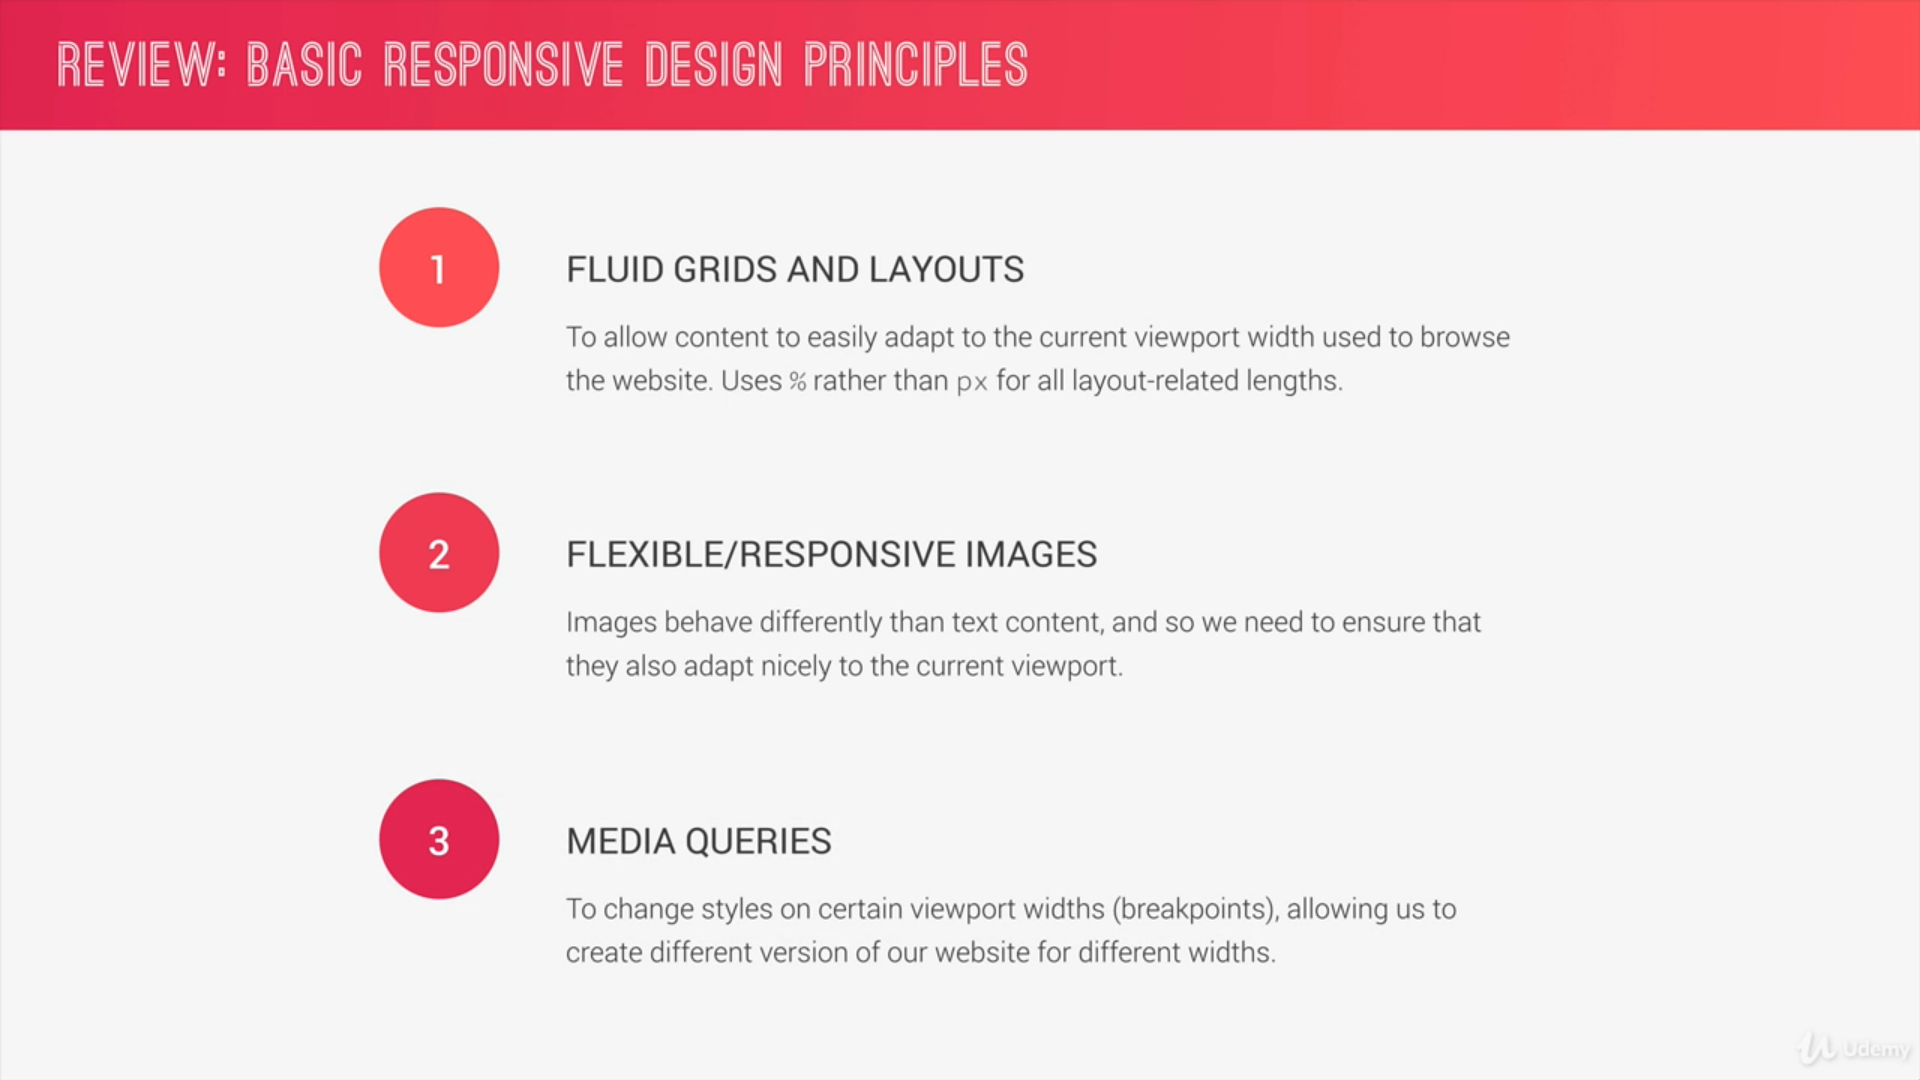 REVIEW: BASIC RESPONSIVE DESIGN PRINCIPLES
1
FLUID GRIDS AND LAYOUTS
To allow content to easily adapt to the current viewport width used to browse
the website. Uses % rather than px for all layout-related lengths.
2
FLEXIBLE/RESPONSIVE IMAGES
Images behave differently than text content, and so we need to ensure that
they also adapt nicely to the current viewport.
3
MEDIA QUERIES
To change styles on certain viewport widths (breakpoints), allowing us to
create different version of our website for different widths.
Udemy